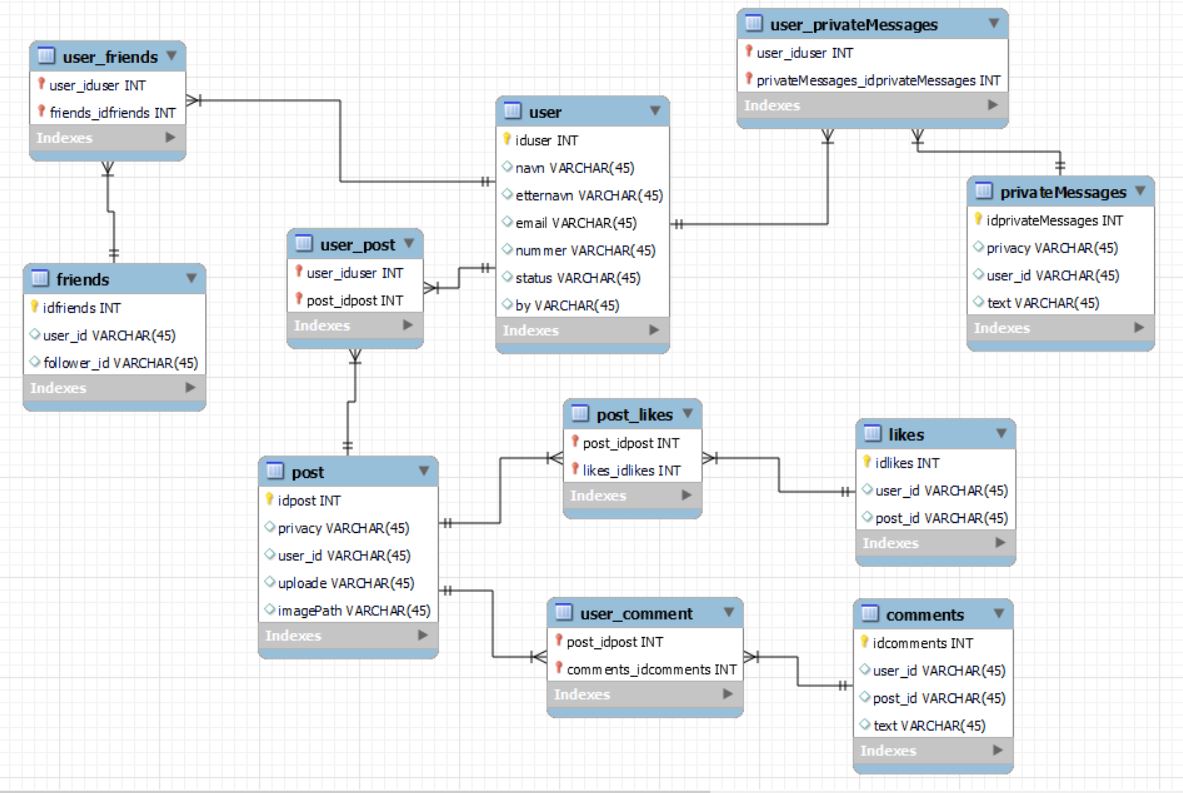 user_friends
user_iduser INT
friends_idfriends INT
Indexes
user_privateMessages
user_iduser INT
privateMessages_idprivateMessages INT
Indexes
user
iduser INT
navn VARCHAR(45)
etternavn VARCHAR(45)
email VARCHAR(45)
nummer VARCHAR(45)
status VARCHAR(45)
by VARCHAR(45)
Indexes
privateMessages
idprivateMessages INT
privacy VARCHAR(45)
user_id VARCHAR(45)
text VARCHAR(45)
Indexes
user_post
user_iduser INT
post_idpost INT
Indexes
friends
idfriends INT
user_id VARCHAR(45)
follower_id VARCHAR(45)
Indexes
post_likes
post_idpost INT
likes_idlikes INT
Indexes
likes
idlikes INT
user_id VARCHAR(45)
post_id VARCHAR(45)
Indexes
post
idpost INT
privacy VARCHAR(45)
user_id VARCHAR(45)
uploade VARCHAR(45)
imagePath VARCHAR(45)
Indexes
user_comment
post_idpost INT
comments_idcomments INT
Indexes
comments
idcomments INT
user_id VARCHAR(45)
post_id VARCHAR(45)
text VARCHAR(45)
Indexes